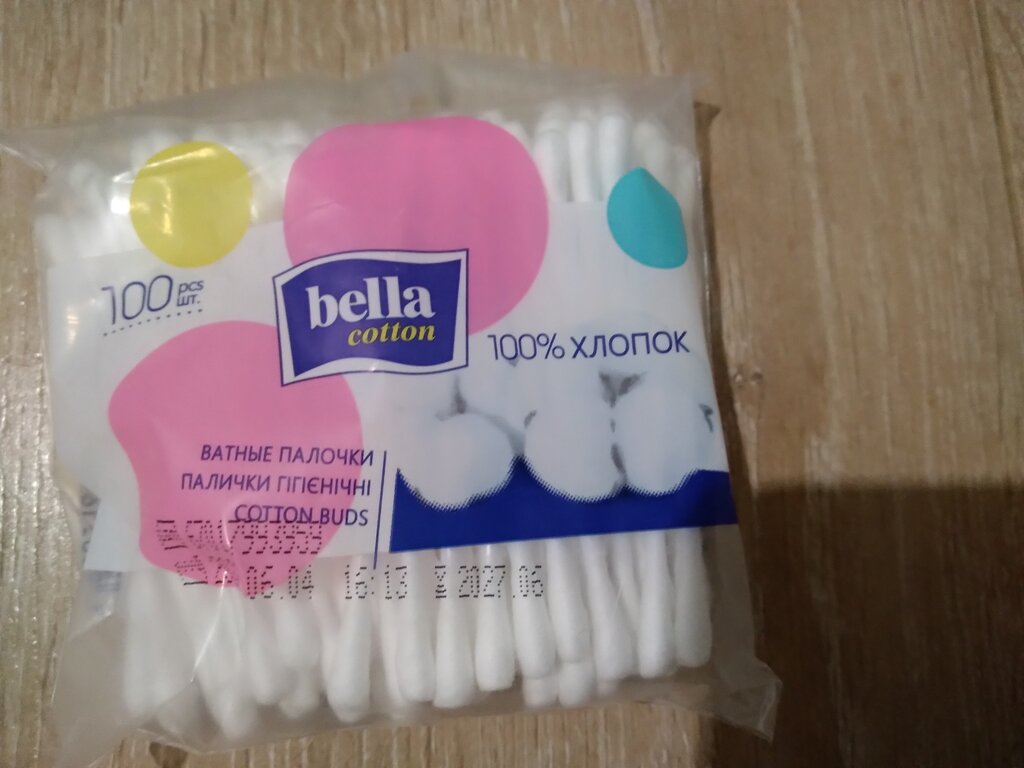 100 pcs
шт.
bella
cotton
100% ХЛОПОК
ВАТНЫЕ ПАЛОЧКИ
ПАЛИЧКИ ГІГІЄНІЧНІ
COTTON BUDS
06.04 16:13 2027.06